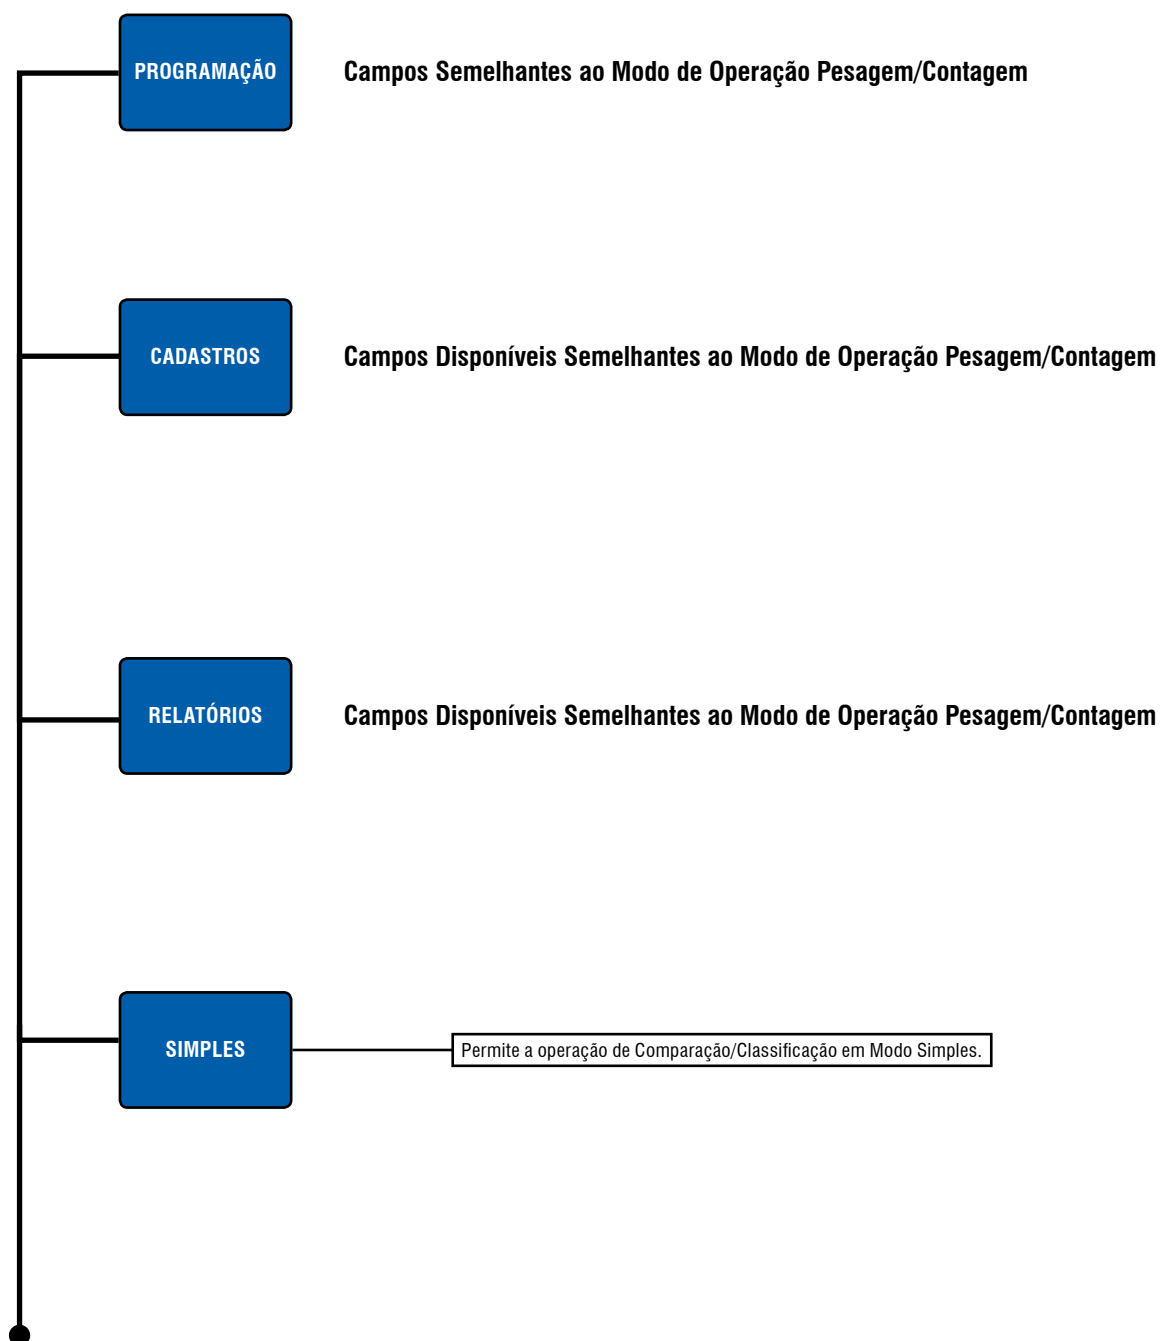 PROGRAMAÇÃO
Campos Semelhantes ao Modo de Operação Pesagem/Contagem
CADASTROS
Campos Disponíveis Semelhantes ao Modo de Operação Pesagem/Contagem
RELATÓRIOS
Campos Disponíveis Semelhantes ao Modo de Operação Pesagem/Contagem
SIMPLES
Permite a operação de Comparação/Classificação em Modo Simples.